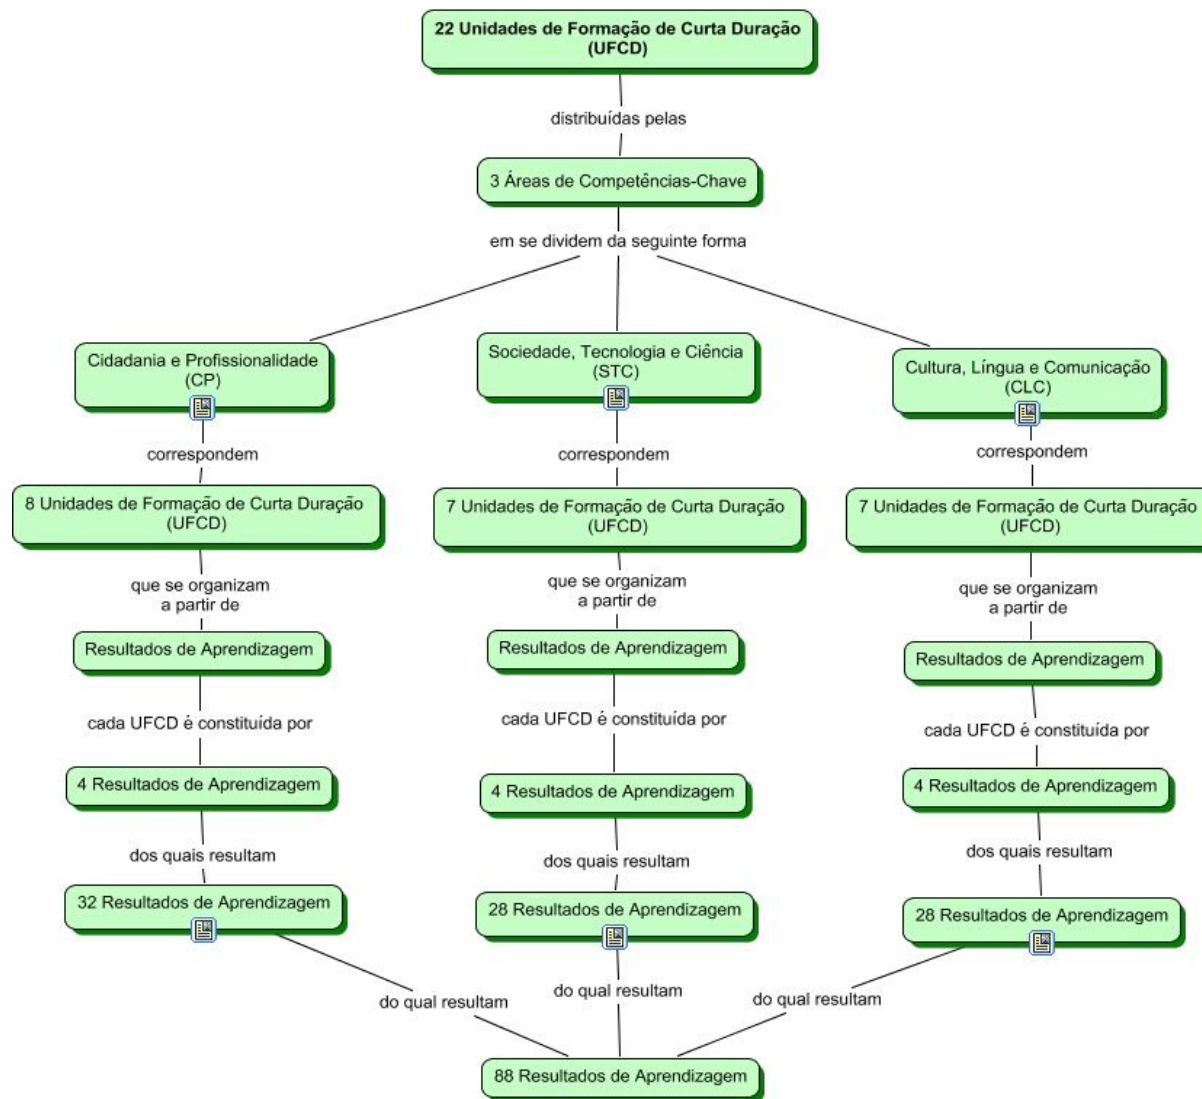 22 Unidades de Formação de Curta Duração
(UFCD)
distribuídas pelas
3 Áreas de Competências-Chave
em se dividem da seguinte forma
Cidadania e Profissionalidade
(CP)
Sociedade, Tecnologia e Ciência
(STC)
Cultura, Língua e Comunicação
(CLC)
correspondem
correspondem
correspondem
8 Unidades de Formação de Curta Duração
(UFCD)
7 Unidades de Formação de Curta Duração
(UFCD)
7 Unidades de Formação de Curta Duração
(UFCD)
que se organizam
a partir de
que se organizam
a partir de
que se organizam
a partir de
Resultados de Aprendizagem
Resultados de Aprendizagem
Resultados de Aprendizagem
cada UFCD é constituída por
cada UFCD é constituída por
cada UFCD é constituída por
4 Resultados de Aprendizagem
4 Resultados de Aprendizagem
4 Resultados de Aprendizagem
dos quais resultam
dos quais resultam
dos quais resultam
32 Resultados de Aprendizagem
28 Resultados de Aprendizagem
28 Resultados de Aprendizagem
do qual resultam
do qual resultam
do qual resultam
88 Resultados de Aprendizagem